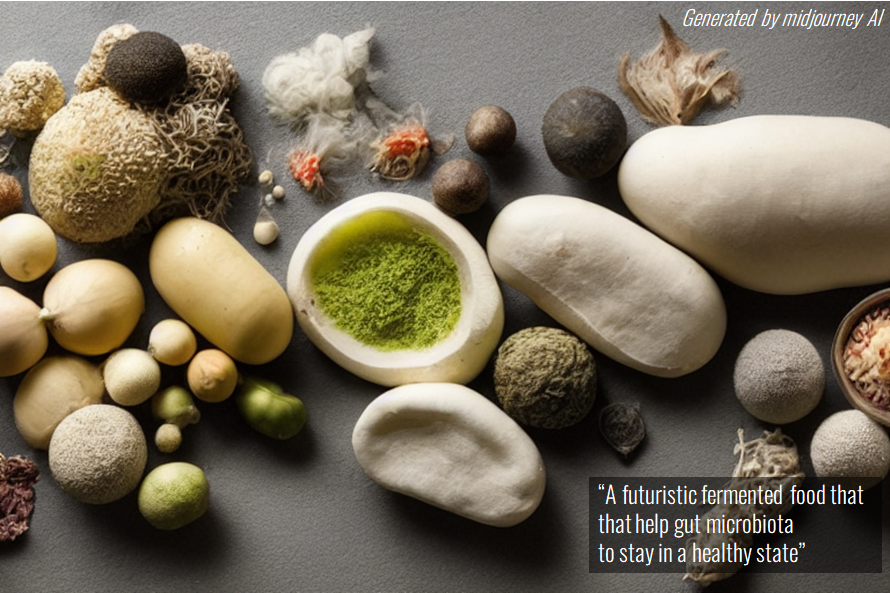 Generated by midjourney AI
“A futuristic fermented food that
that help gut microbiota
to stay in a healthy state”